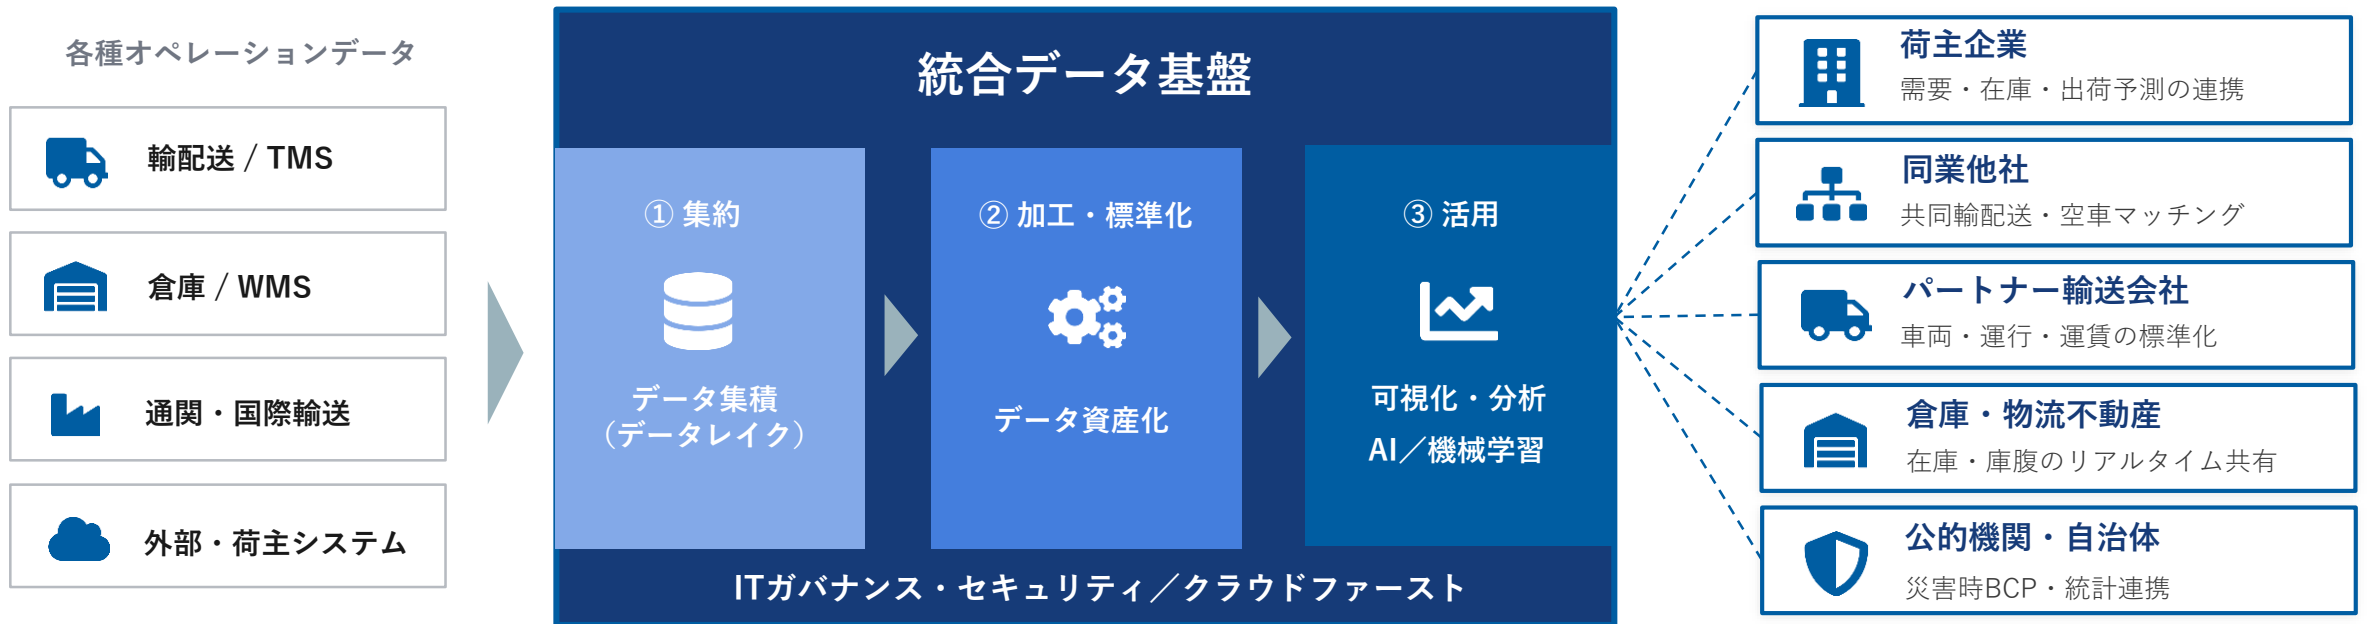 各種オペレーションデータ
輸配送 / TMS
倉庫 / WMS
通関・国際輸送
外部・荷主システム
統合データ基盤
① 集約
データ集積
（データレイク）
② 加工・標準化
データ資産化
③ 活用
可視化・分析
AI／機械学習
ITガバナンス・セキュリティ／クラウドファースト
荷主企業
需要・在庫・出荷予測の連携
同業他社
共同輸配送・空車マッチング
パートナー輸送会社
車両・運行・運賃の標準化
倉庫・物流不動産
在庫・庫腹のリアルタイム共有
公的機関・自治体
災害時BCP・統計連携